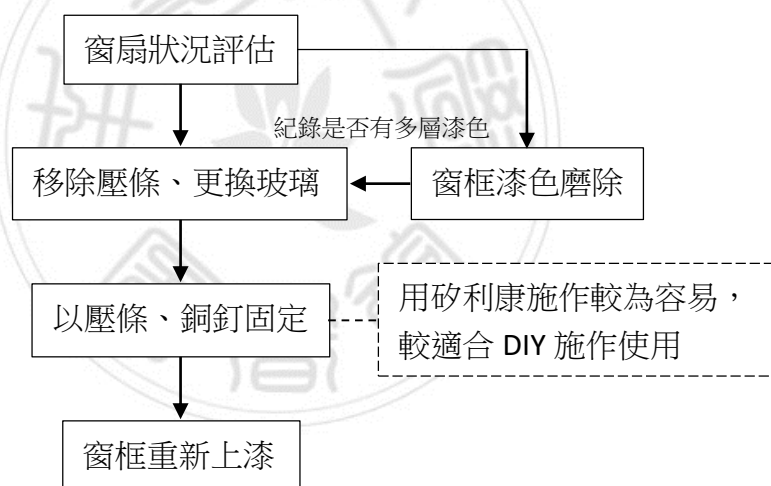 窗扇狀況評估
紀錄是否有多層漆色
移除壓條、更換玻璃
窗框漆色磨除
以壓條、銅釘固定
用矽利康施作較為容易，
較適合 DIY 施作使用
窗框重新上漆